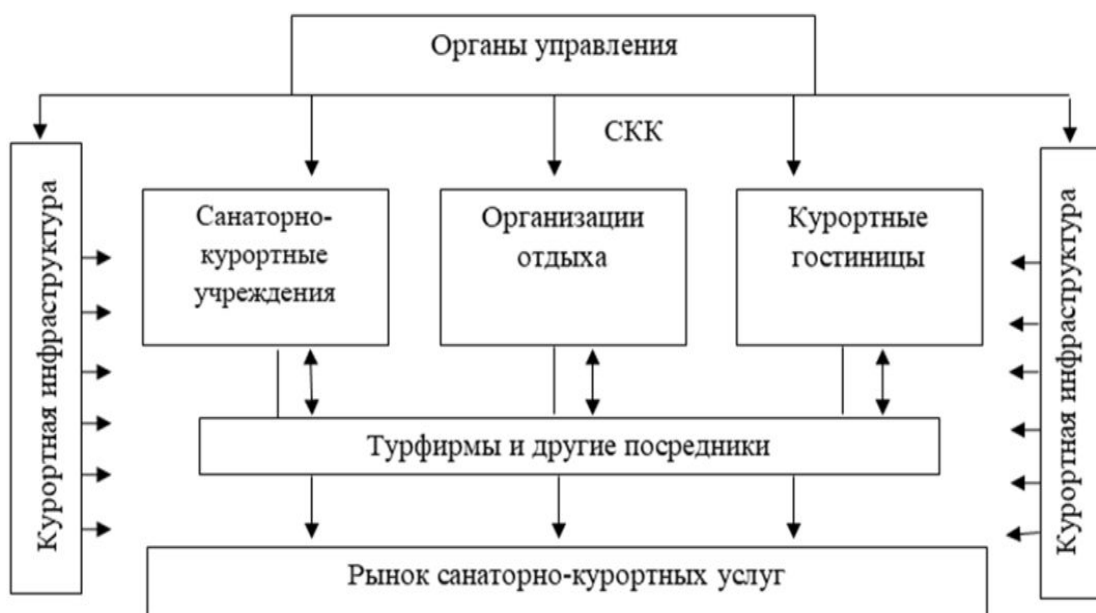 Органы управления
СКК
Курортная инфраструктура
Санаторно-
курортные
учреждения
Организации
отдыха
Курортные
гостиницы
Курортная инфраструктура
Турфирмы и другие посредники
Рынок санаторно-курортных услуг